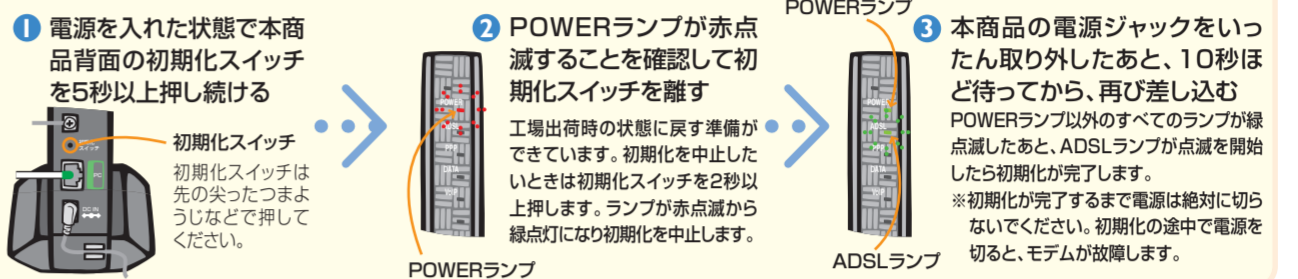 1 電源を入れた状態で本商
品背面の初期化スイッチ
を5秒以上押し続ける
スイッチ
PC
DC IN
初期化スイッチ
初期化スイッチは
先の尖ったつまよ
うじなどで押して
ください。
2 POWERランプが赤点
滅することを確認して初
期化スイッチを離す
POWER
ADSL
PPP
DATA
VoIP
工場出荷時の状態に戻す準備が
できています。初期化を中止した
いときは初期化スイッチを2秒以
上押します。ランプが赤点滅から
緑点灯になり初期化を中止します。
POWERランプ
POWERランプ
3 本商品の電源ジャックをいっ
たん取り外したあと、10秒ほ
ど待ってから、再び差し込む
POWER
ADSL
PPP
DATA
VoIP
POWERランプ以外のすべてのランプが緑
点滅したあと、ADSLランプが点滅を開始
したら初期化が完了します。
※初期化が完了するまで電源は絶対に切ら
ないでください。初期化の途中で電源を
切ると、モデムが故障します。
ADSLランプ